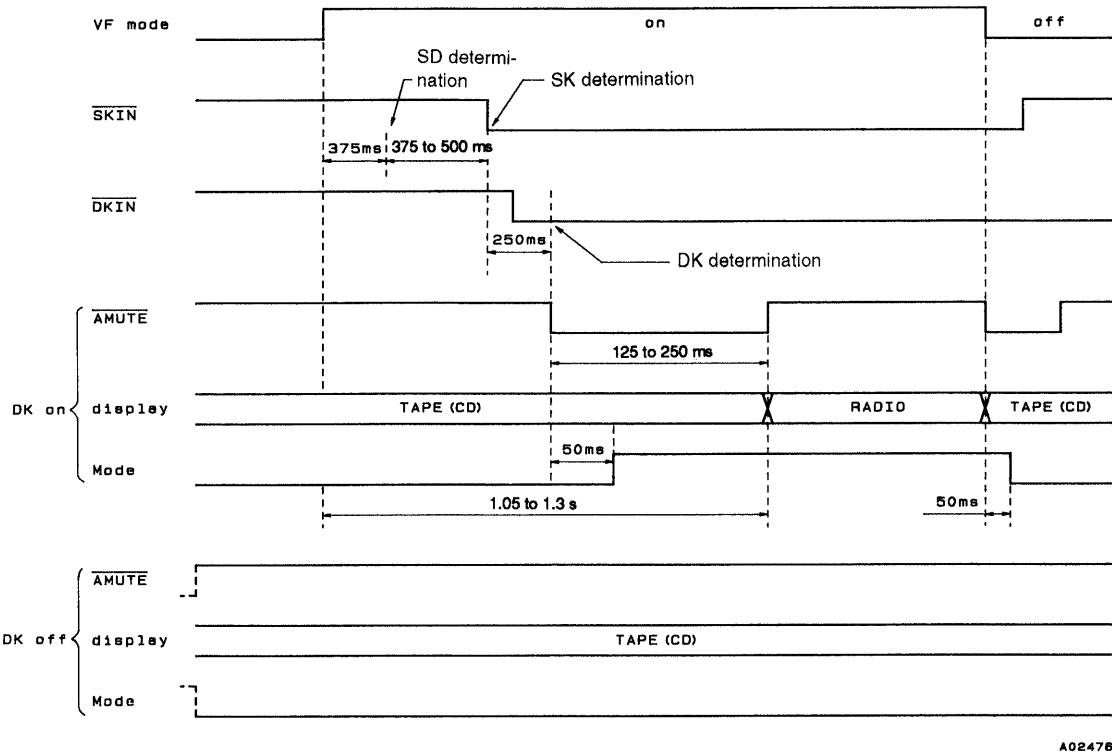 VF mode
on
off
SD determi-
nation
SK determination
SKIN
375ms
375 to 500 ms
DKIN
250ms
DK determination
AMUTE
125 to 250 ms
DK on
display
TAPE (CD)
RADIO
TAPE (CD)
50ms
Mode
1.05 to 1.3 s
50ms
AMUTE
DK off
display
TAPE (CD)
Mode
A02476